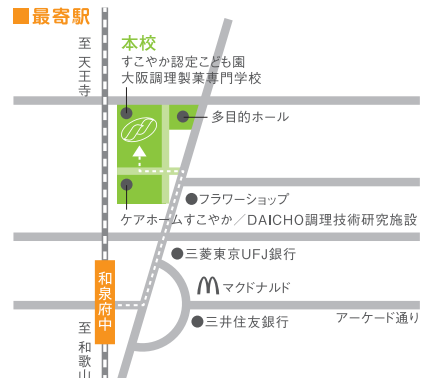 ■最寄駅
至天王寺
本校
すこやか認定こども園
大阪調理製菓専門学校
多目的ホール
●フラワーショップ
ケアホームすこやか／DAICHO調理技術研究施設
●三菱東京UFJ銀行
和泉府中
マクドナルド
●三井住友銀行
アーケード通り
至和歌山